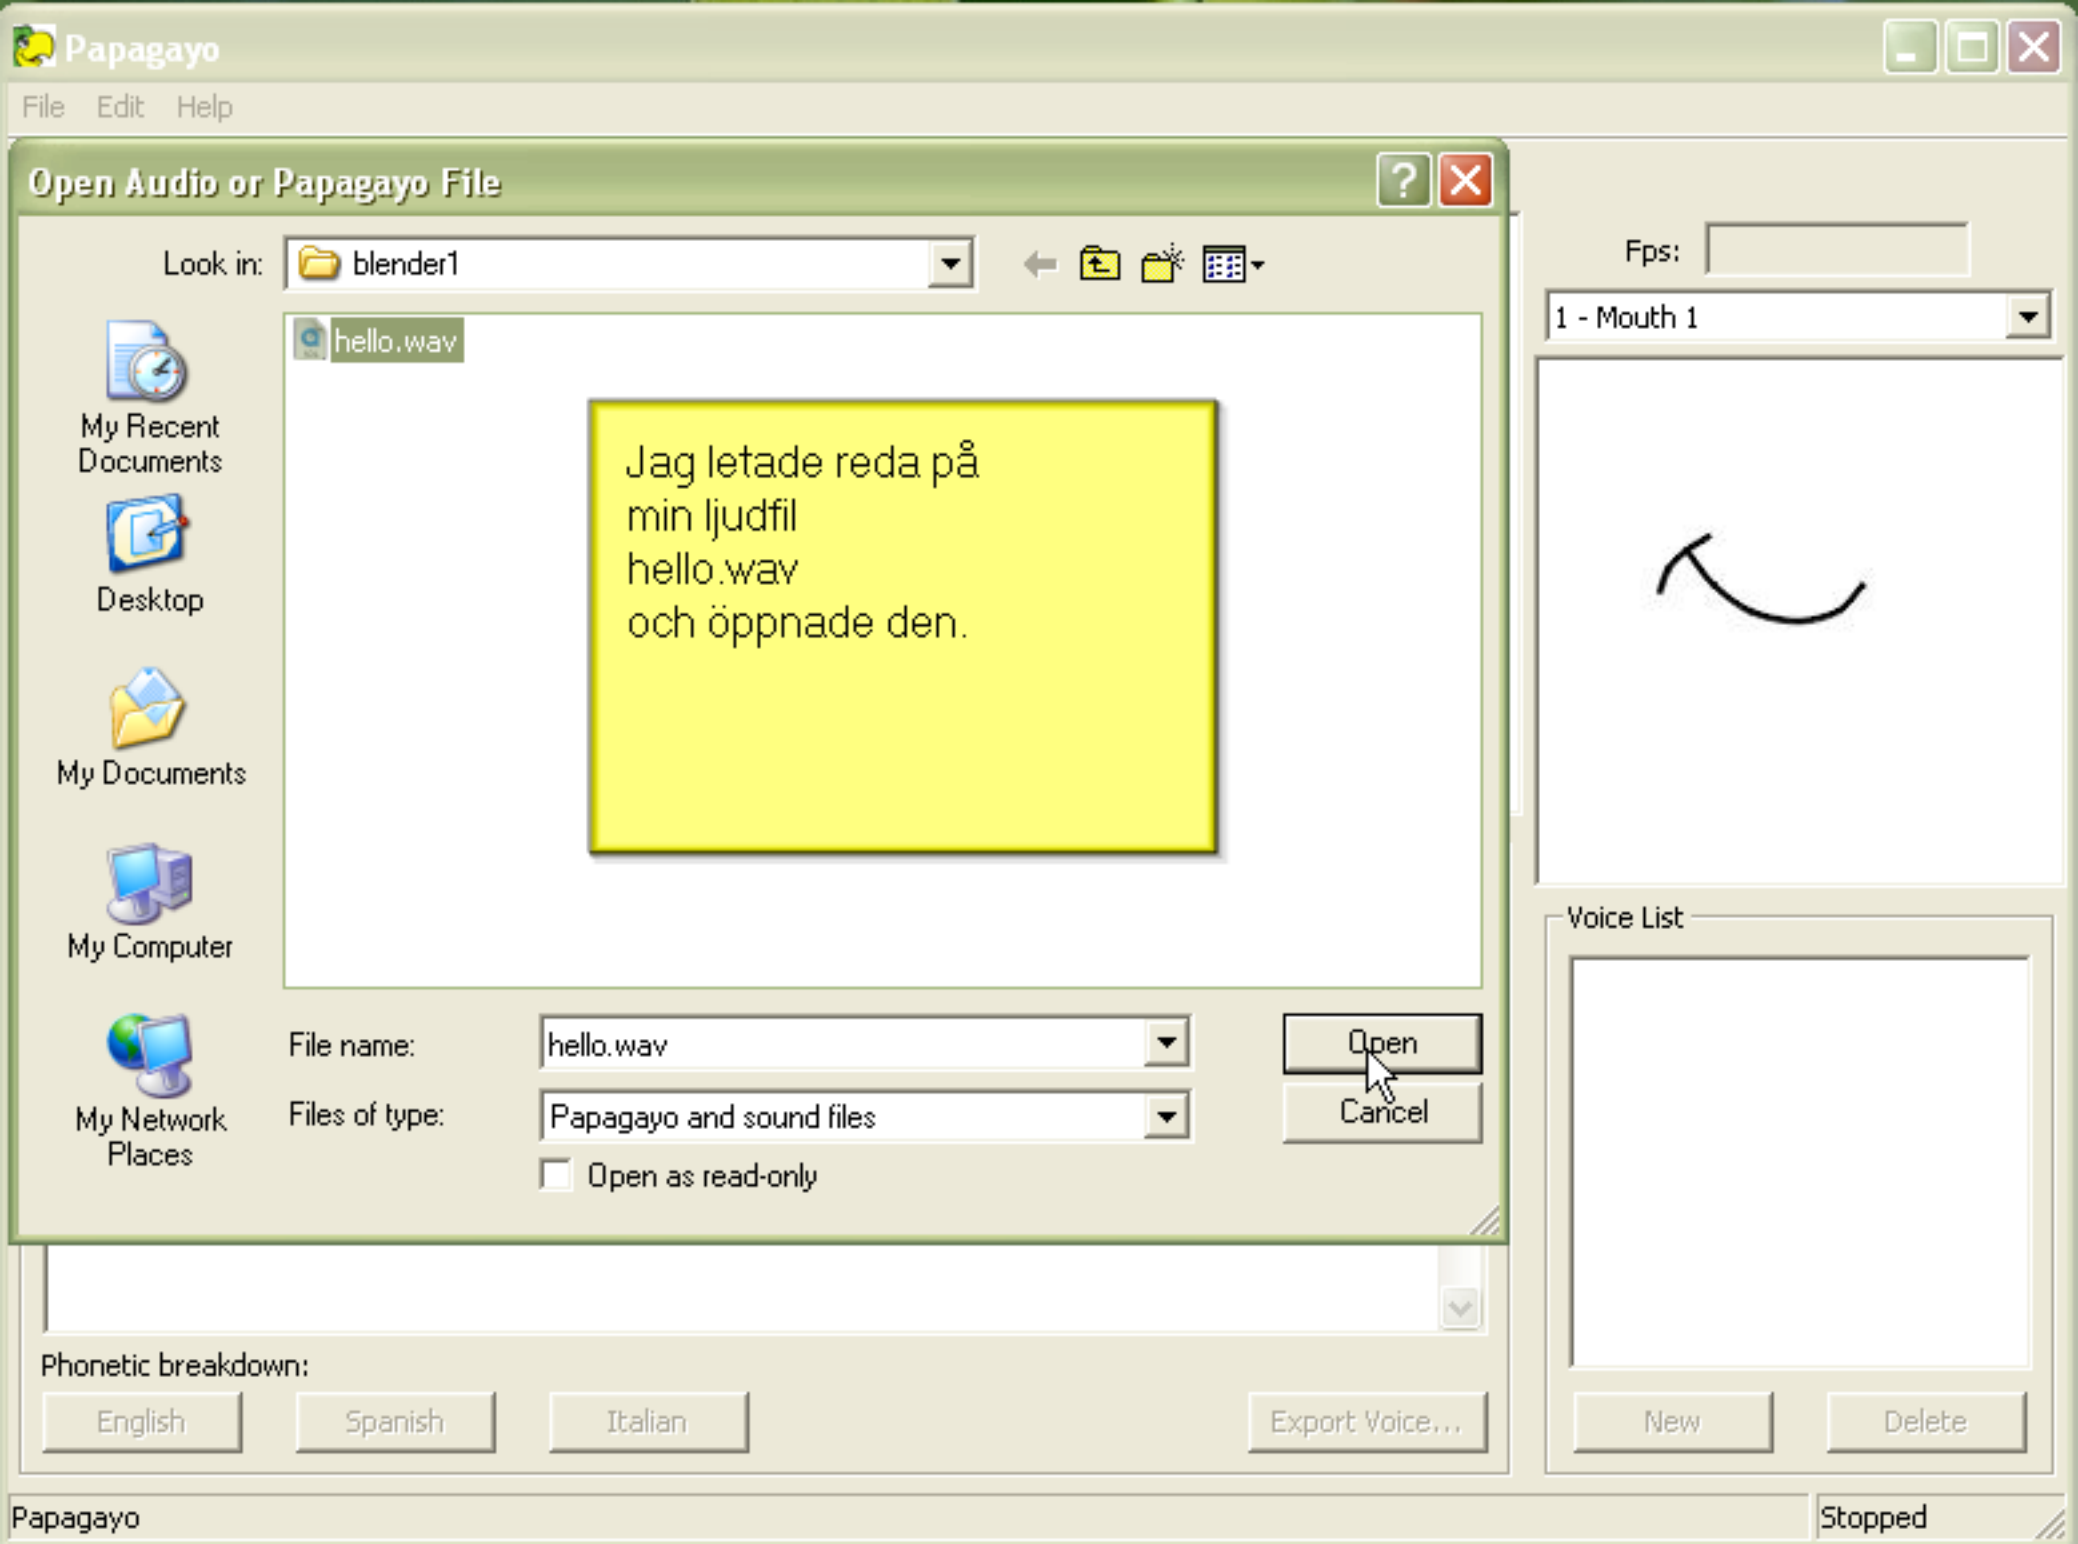 Papagayo
File Edit Help
Open Audio or Papagayo File
Look in: blender1
Fps:
1 - Mouth 1
hello.wav
My Recent
Documents
Desktop
My Documents
My Computer
My Network
Places
Jag letade reda på
min ljudfil
hello.wav
och öppnade den.
File name: hello.wav Open
Files of type: Papagayo and sound files Cancel
Open as read-only
Voice List
Phonetic breakdown:
English Spanish Italian Export Voice... New Delete
Papagayo Stopped